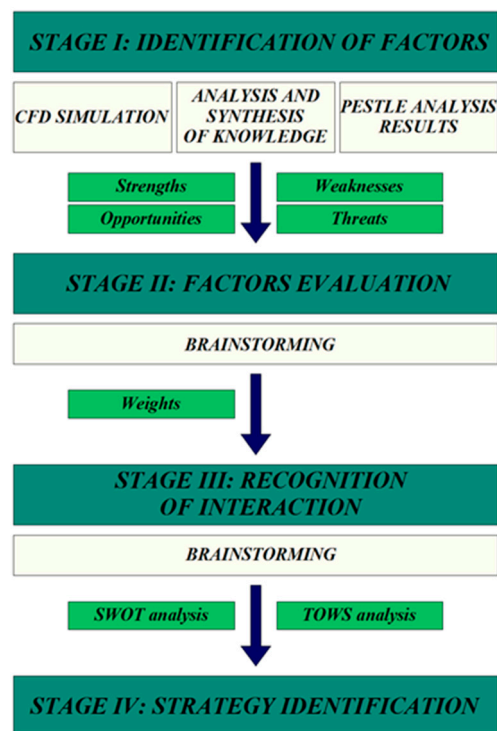 STAGE I: IDENTIFICATION OF FACTORS
CFD SIMULATION
ANALYSIS AND
SYNTHESIS
OF KNOWLEDGE
PESTLE ANALYSIS
RESULTS
Strengths
Weaknesses
Opportunities
Threats
STAGE II: FACTORS EVALUATION
BRAINSTORMING
Weights
STAGE III: RECOGNITION
OF INTERACTION
BRAINSTORMING
SWOT analysis
TOWS analysis
STAGE IV: STRATEGY IDENTIFICATION